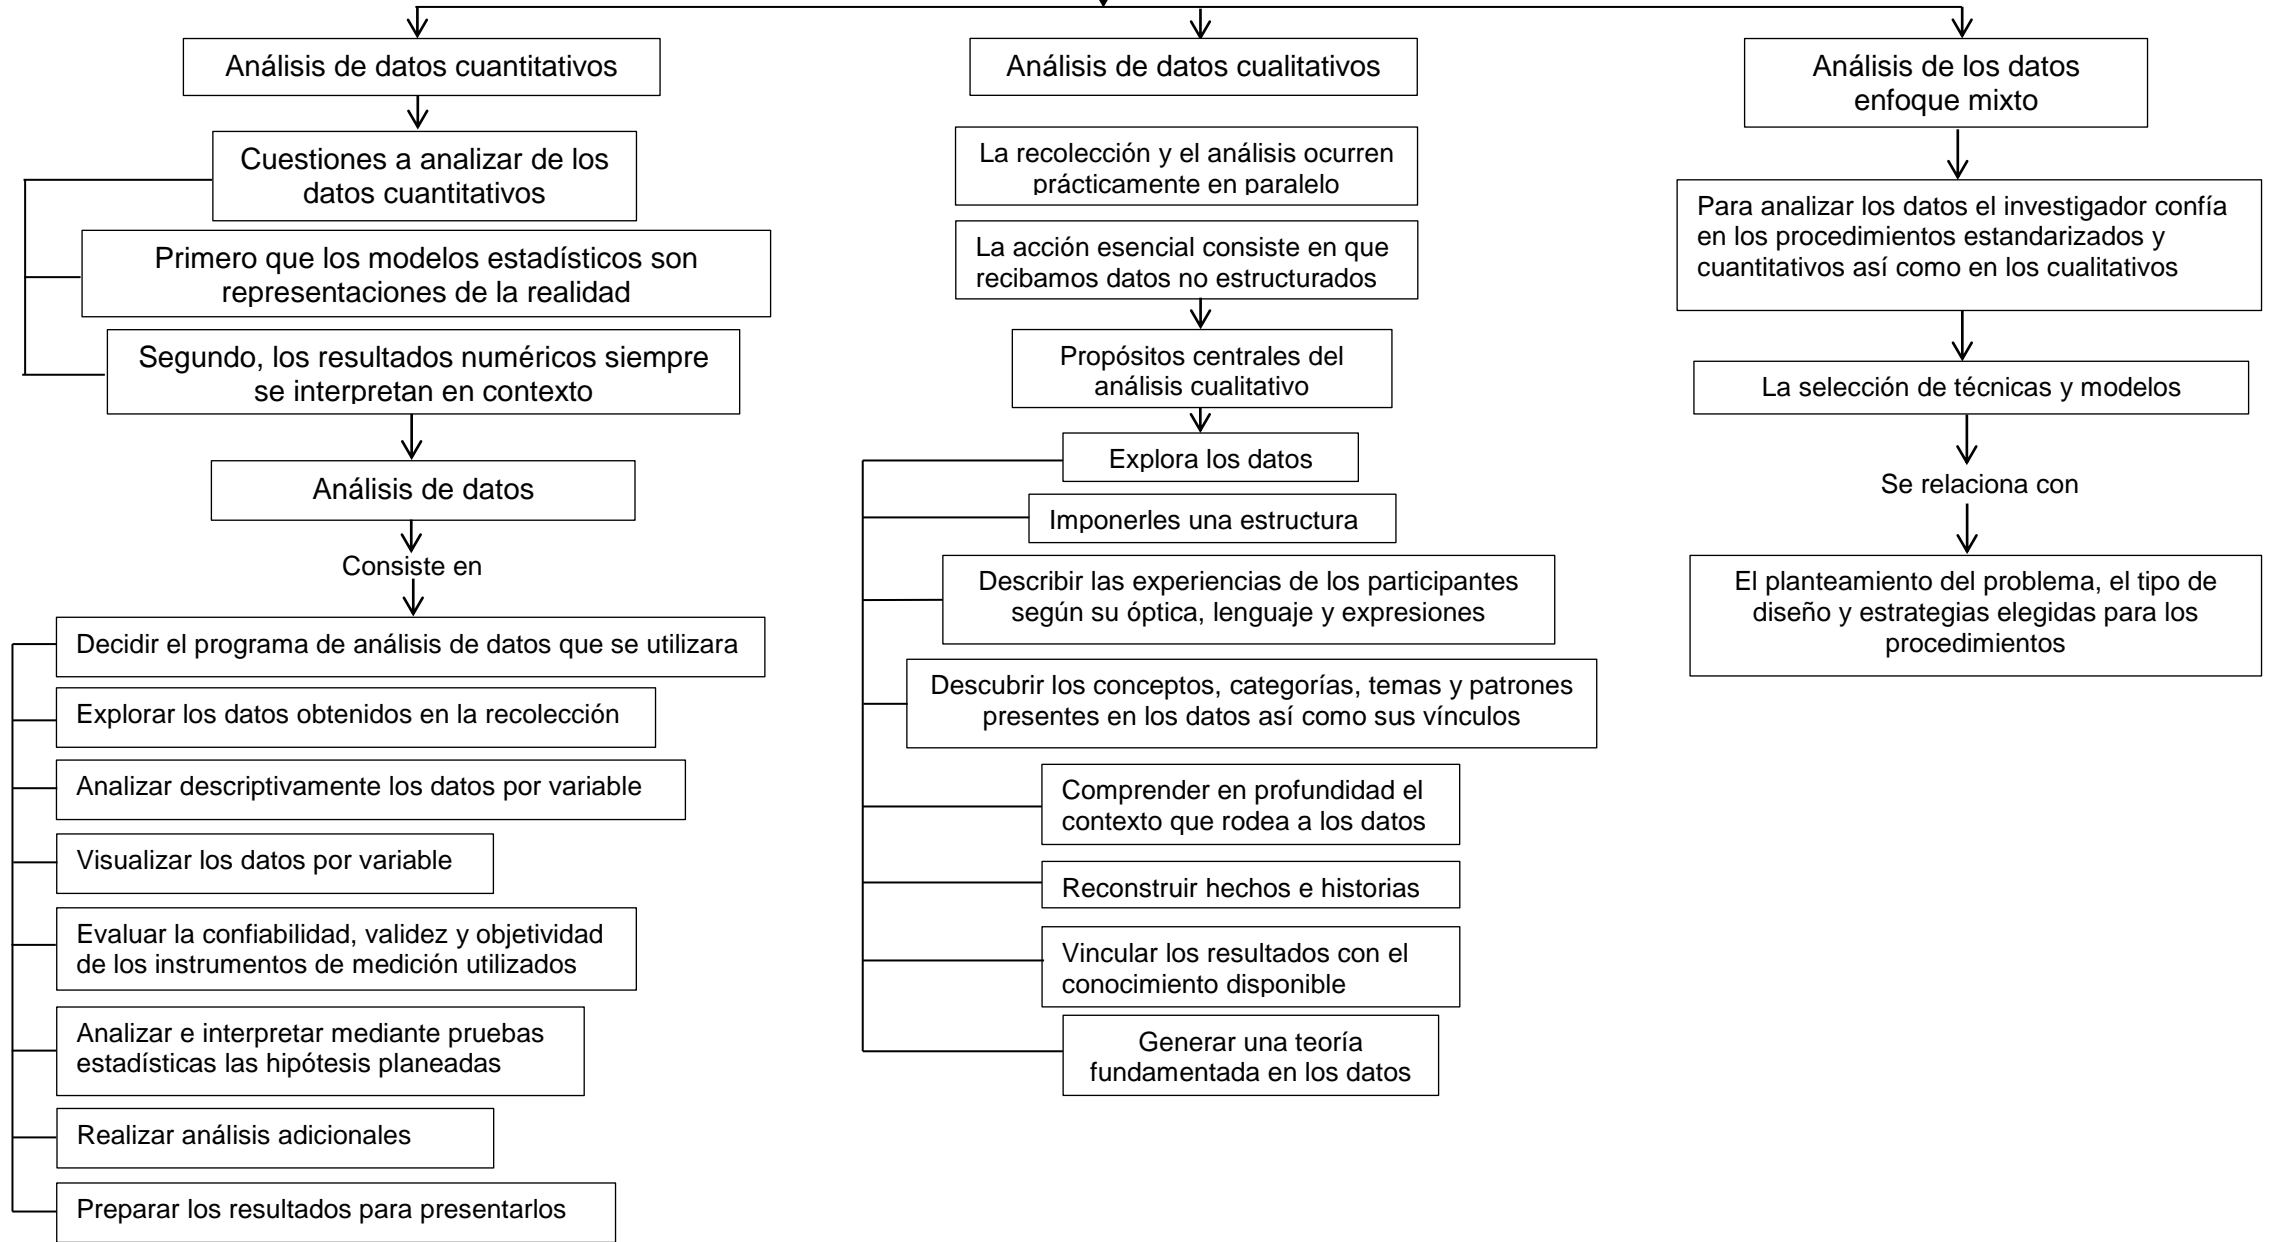 Análisis de datos cuantitativos
Cuestiones a analizar de los
datos cuantitativos
Primero que los modelos estadísticos son
representaciones de la realidad
Segundo, los resultados numéricos siempre
se interpretan en contexto
Análisis de datos
Consiste en
Decidir el programa de análisis de datos que se utilizara
Explorar los datos obtenidos en la recolección
Analizar descriptivamente los datos por variable
Visualizar los datos por variable
Evaluar la confiabilidad, validez y objetividad
de los instrumentos de medición utilizados
Analizar e interpretar mediante pruebas
estadísticas las hipótesis planeadas
Realizar análisis adicionales
Preparar los resultados para presentarlos
Análisis de datos cualitativos
La recolección y el análisis ocurren
prácticamente en paralelo
La acción esencial consiste en que
recibamos datos no estructurados
Propósitos centrales del
análisis cualitativo
Explora los datos
Imponerles una estructura
Describir las experiencias de los participantes
según su óptica, lenguaje y expresiones
Descubrir los conceptos, categorías, temas y patrones
presentes en los datos así como sus vínculos
Comprender en profundidad el
contexto que rodea a los datos
Reconstruir hechos e historias
Vincular los resultados con el
conocimiento disponible
Generar una teoría
fundamentada en los datos
Análisis de los datos
enfoque mixto
Para analizar los datos el investigador confía
en los procedimientos estandarizados y
cuantitativos así como en los cualitativos
La selección de técnicas y modelos
Se relaciona con
El planteamiento del problema, el tipo de
diseño y estrategias elegidas para los
procedimientos